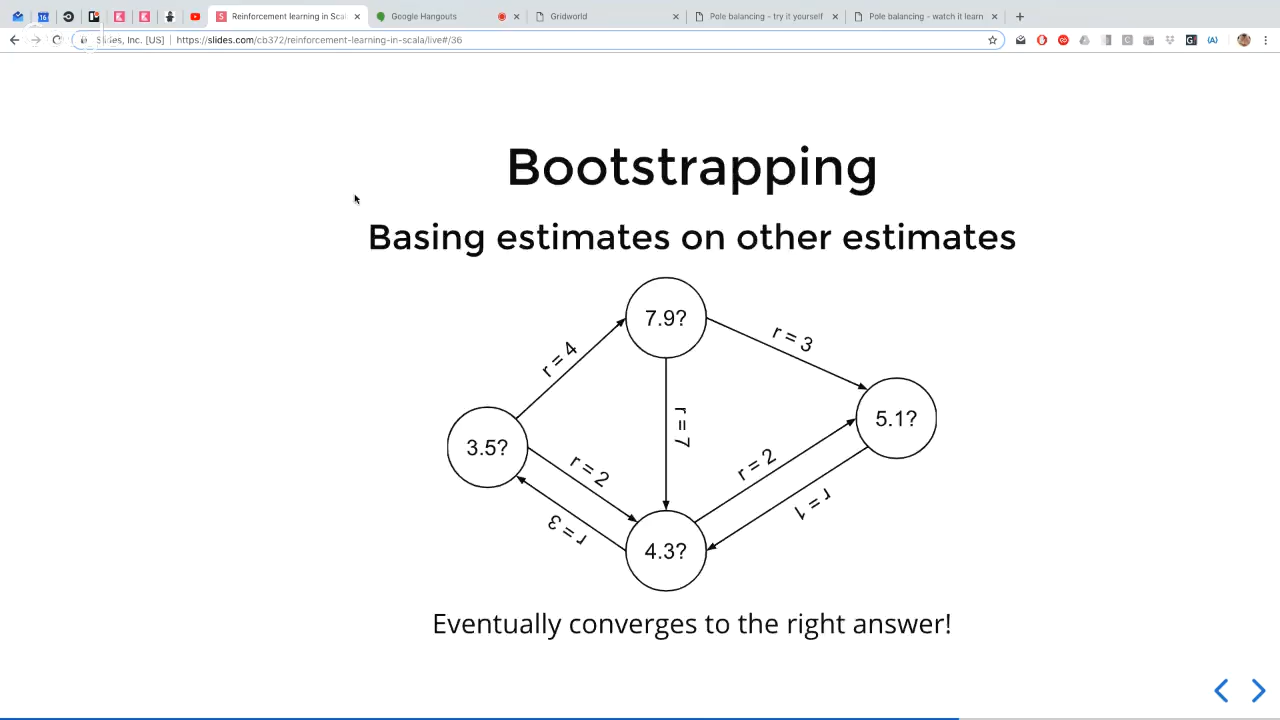 Reinforcement learning in Sca
Google Hangouts
Gridworld
Pole balancing - try it yourself
Pole balancing - watch it learn
Slides, Inc. [US]
https://slides.com/cb372/reinforcement-learning-in-scala/live#/36
Bootstrapping
Basing estimates on other estimates
7.9?
r = 4
r = 3
r = 7
5.1?
3.5?
r = 2
r = 2
r = 3
r = 1
4.3?
Eventually converges to the right answer!